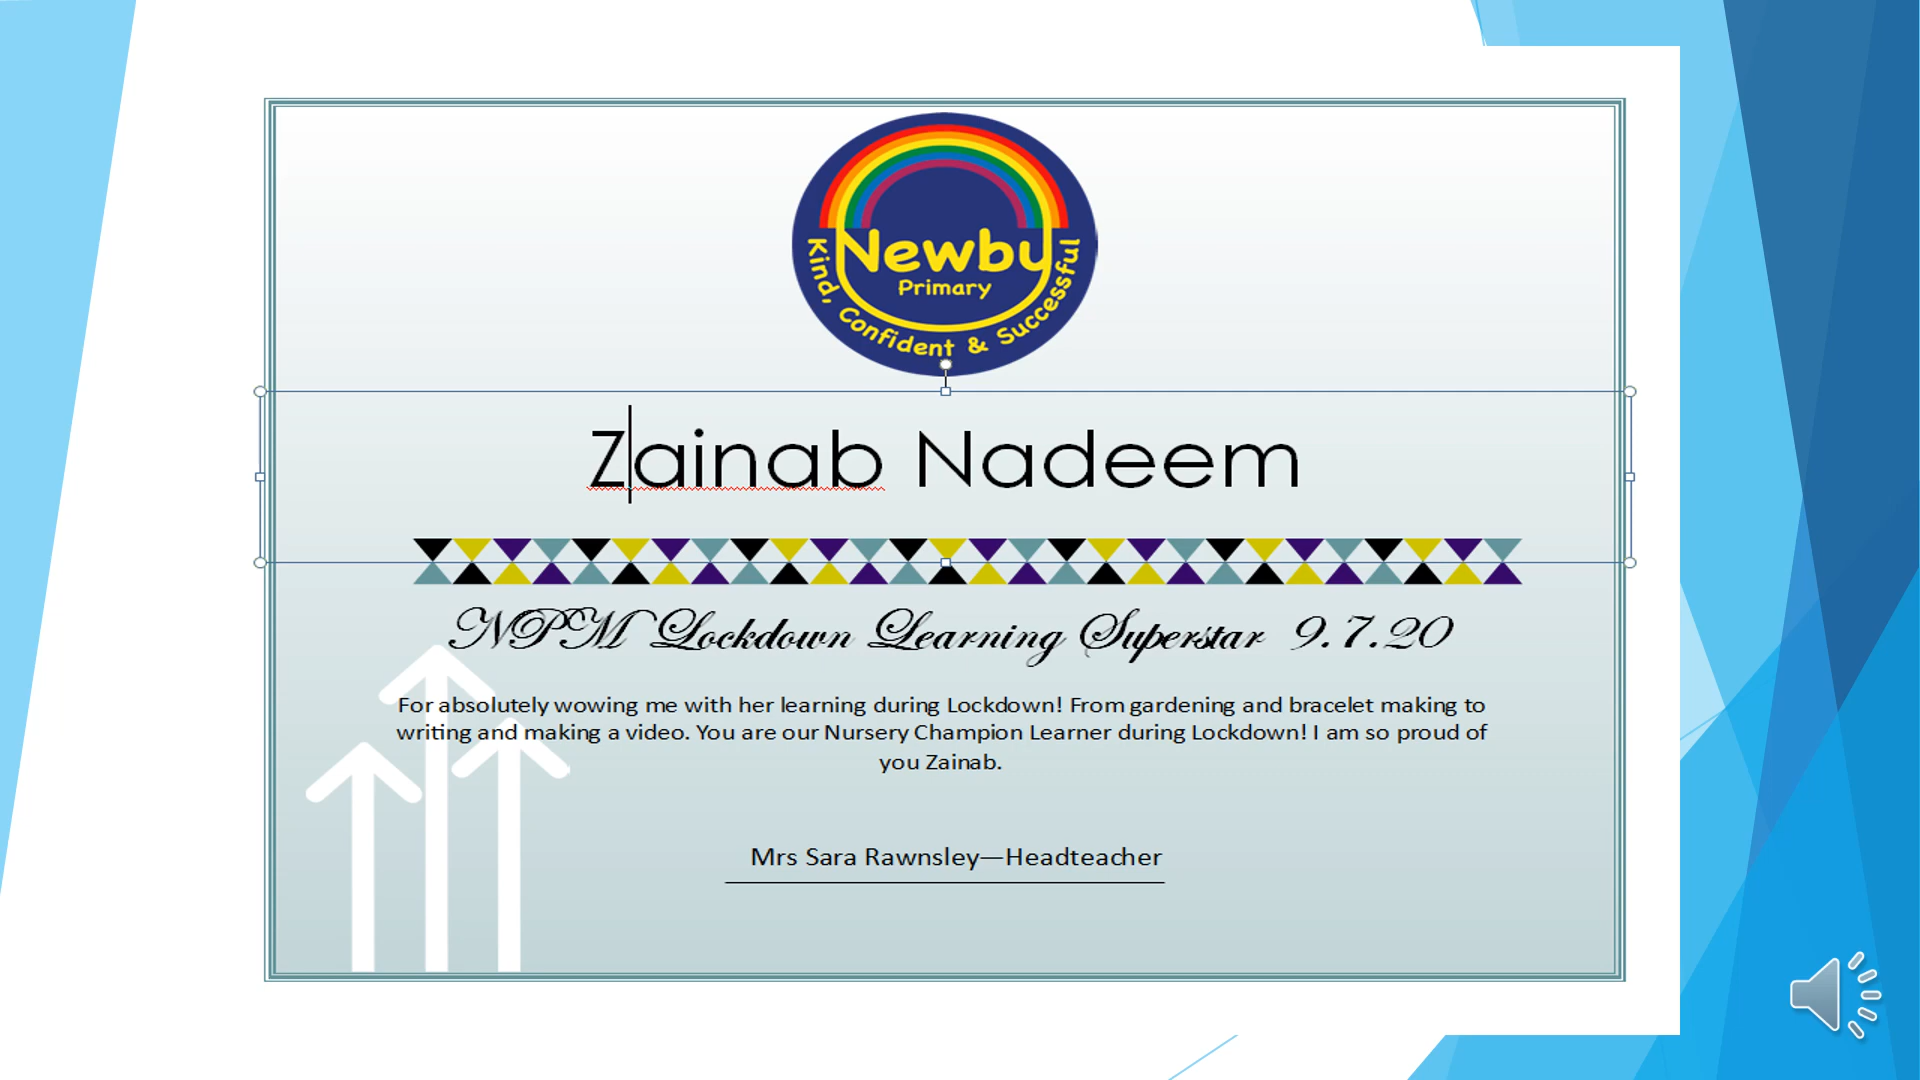 Newby
Primary
Kind, Confident & Successful
Zainab Nadeem
NPM Lockdown Learning Superstar 9.7.20
For absolutely wowing me with her learning during Lockdown! From gardening and bracelet making to
writing and making a video. You are our Nursery Champion Learner during Lockdown! I am so proud of
you Zainab.
Mrs Sara Rawnsley—Headteacher